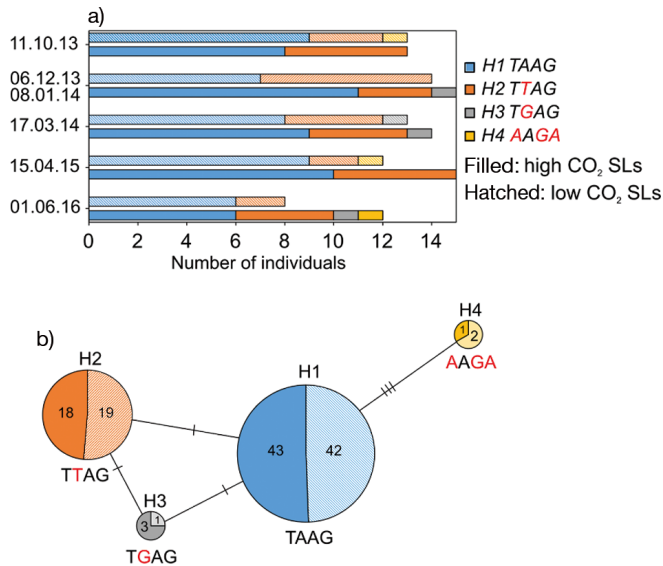 a)
11.10.13
06.12.13
08.01.14
17.03.14
15.04.15
01.06.16
0 2 4 6 8 10 12 14
Number of individuals
H1 TAAG
H2 TTAG
H3 TGAG
H4 AAGA
Filled: high CO₂ SLs
Hatched: low CO₂ SLs
b)
H4
1 2
AAGA
H2
18 19
TTAG
H1
43 42
TAAG
H3
3 1
TGAG